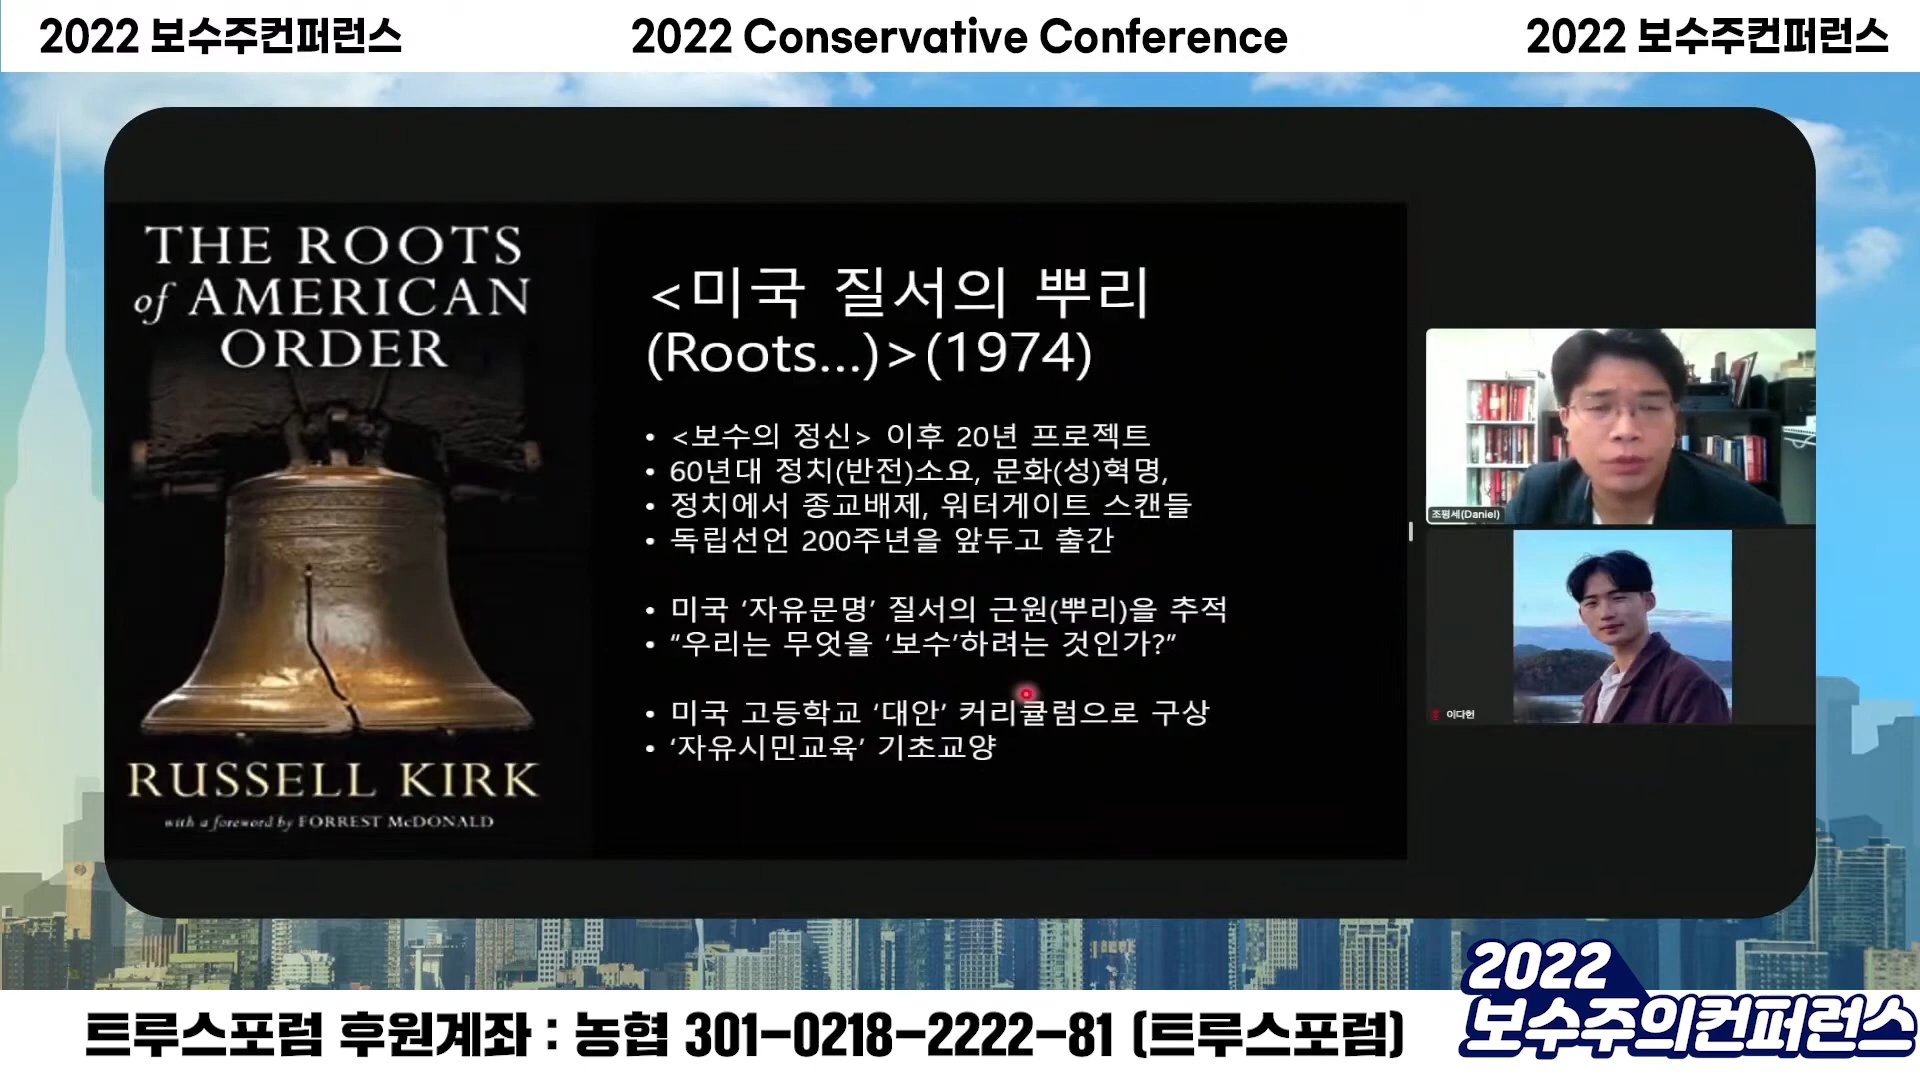 2022 보수주컨퍼런스
2022 Conservative Conference
2022 보수주컨퍼런스
THE ROOTS
of AMERICAN
ORDER
RUSSELL KIRK
with a foreword by FORREST McDONALD
<미국 질서의 뿌리
(Roots...)>(1974)
• <보수의 정신> 이후 20년 프로젝트
• 60년대 정치(반전)소요, 문화(성)혁명,
• 정치에서 종교배제, 워터게이트 스캔들
• 독립선언 200주년을 앞두고 출간
• 미국 ‘자유문명’ 질서의 근원(뿌리)을 추적
• “우리는 무엇을 ‘보수’하려는 것인가?”
• 미국 고등학교 ‘대안’ 커리큘럼으로 구상
• ‘자유시민교육’ 기초교양
조평세(Daniel)
이다헌
트루스포럼 후원계좌 : 농협 301-0218-2222-81 (트루스포럼)
2022
보수주의컨퍼런스